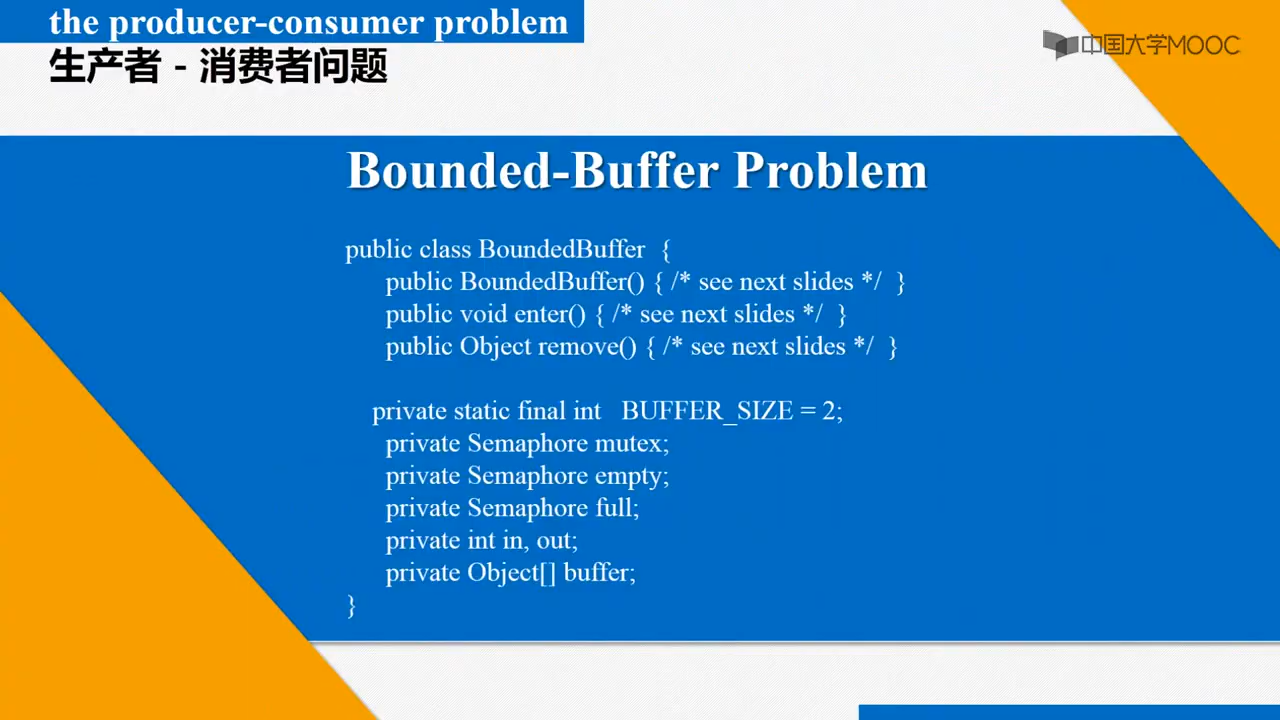 the producer-consumer problem
中国大学MOOC
生产者 - 消费者问题
Bounded-Buffer Problem
public class BoundedBuffer {
public BoundedBuffer() { /* see next slides */ }
public void enter() { /* see next slides */ }
public Object remove() { /* see next slides */ }
private static final int BUFFER_SIZE = 2;
private Semaphore mutex;
private Semaphore empty;
private Semaphore full;
private int in, out;
private Object[] buffer;
}